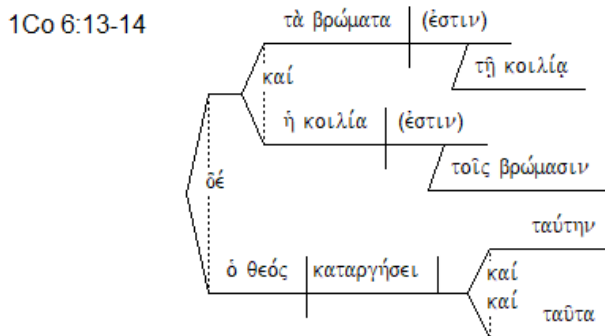 1Co 6:13-14
τὰ βρώματα (ἐστιν)
τῇ κοιλίᾳ
καί
ἡ κοιλία (ἐστιν)
τοῖς βρώμασιν
δέ
ταύτην
ὁ θεός καταργήσει
καί
καί
ταῦτα